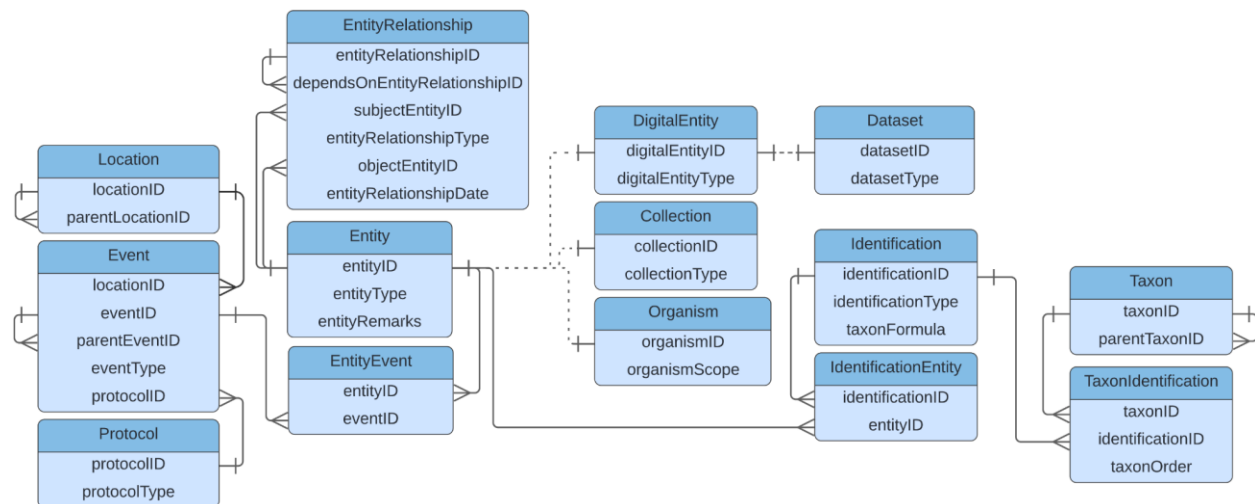 EntityRelationship
entityRelationshipID
dependsOnEntityRelationshipID
subjectEntityID
entityRelationshipType
objectEntityID
entityRelationshipDate
Location
locationID
parentLocationID
Event
locationID
eventID
parentEventID
eventType
protocolID
Protocol
protocolID
protocolType
Entity
entityID
entityType
entityRemarks
EntityEvent
entityID
eventID
DigitalEntity
digitalEntityID
digitalEntityType
Dataset
datasetID
datasetType
Collection
collectionID
collectionType
Organism
organismID
organismScope
Identification
identificationID
identificationType
taxonFormula
IdentificationEntity
identificationID
entityID
Taxon
taxonID
parentTaxonID
TaxonIdentification
taxonID
identificationID
taxonOrder